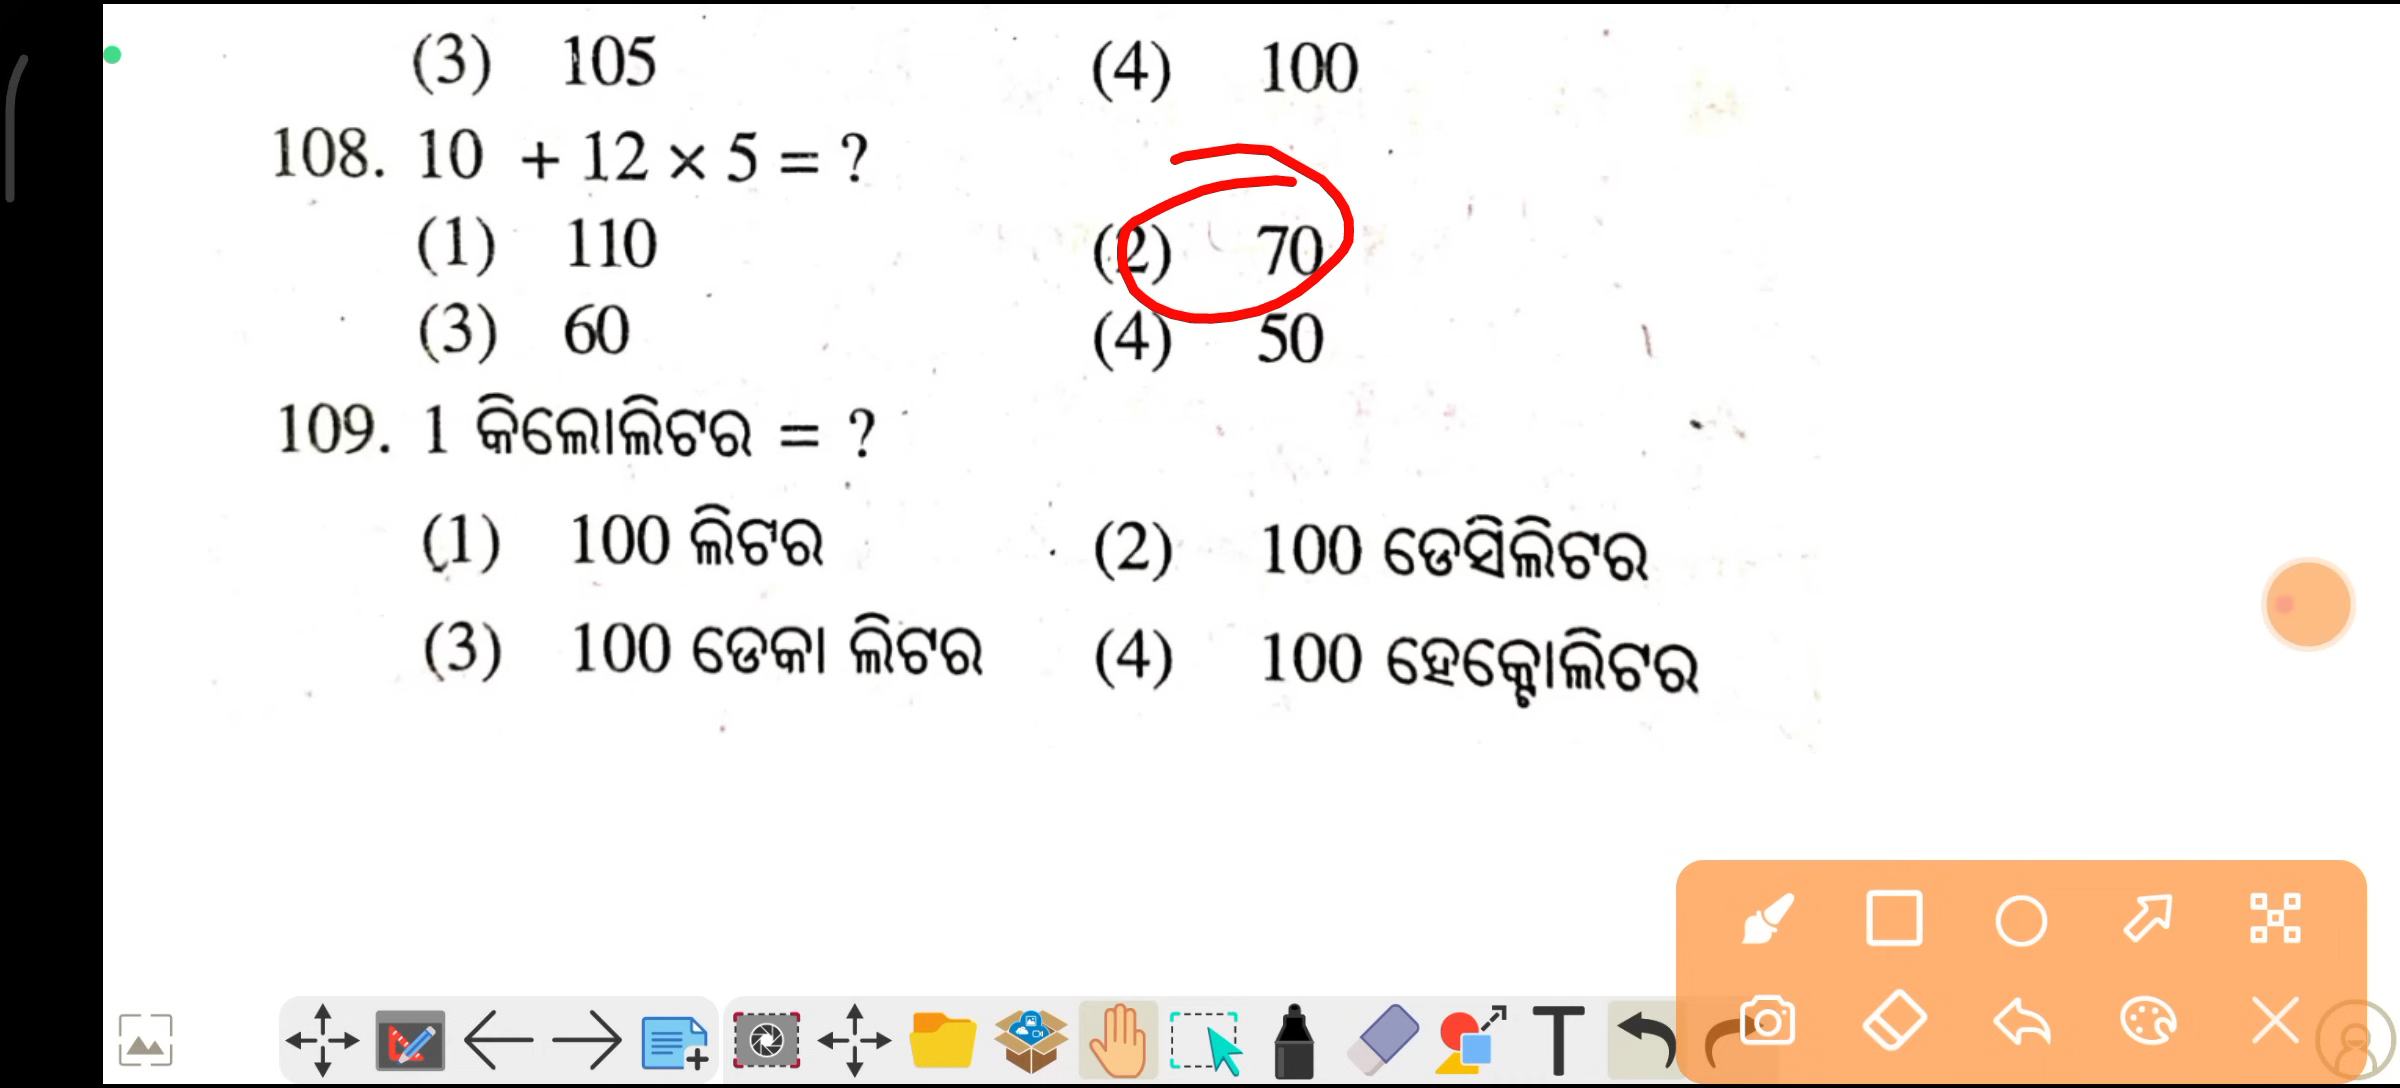 (3) 105 (4) 100
108. 10 + 12 × 5 = ?
(1) 110 (2) 70
(3) 60 (4) 50
109. 1 କିଲୋଲିଟର = ?
(1) 100 ଲିଟର (2) 100 ଡେସିଲିଟର
(3) 100 ଡେକା ଲିଟର (4) 100 ହେକ୍ଟୋଲିଟର